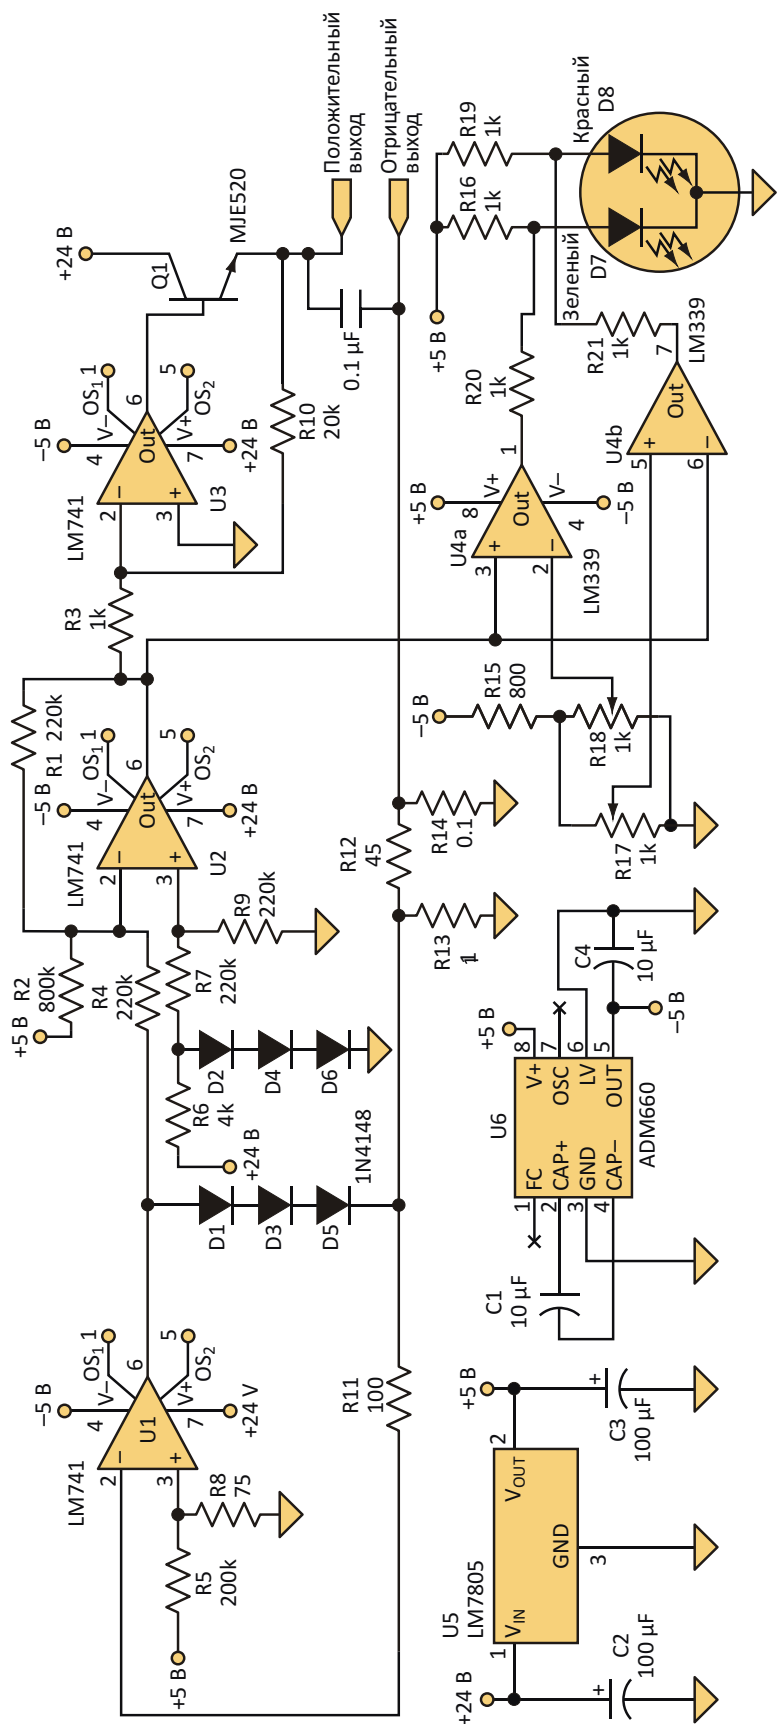 LM741
–5 В
4
V–
OS₁ 1
2
–
U1
6
3
+
V+
7
OS₂
5
+24 V
R8
75
R5
200k
+5 В
R11
100
D1
D3
D5
1N4148
+24 В
R6
4k
D2
D4
D6
R7
220k
R9
220k
+5 В
R2
800k
R4
220k
R1
220k
LM741
–5 В
4
V–
OS₁ 1
2
–
Out
6
3
+
V+
7
OS₂
5
U2
+24 В
R3
1k
LM741
–5 В
4
V–
OS₁ 1
2
–
Out
6
3
+
V+
7
OS₂
5
U3
+24 В
R10
20k
+24 В
Q1
MJE520
0.1 µF
Положительный
выход
Отрицательный
выход
R12
45
R13
1
R14
0.1
U5
LM7805
+24 В
1
V_IN
V_OUT
2
+5 В
GND
3
+
C2
100 µF
+
C3
100 µF
C1
10 µF
U6
1
FC
2
CAP+
3
GND
4
CAP–
V+
8
OSC
7
LV
6
OUT
5
ADM660
+5 В
C4
10 µF
–5 В
R17
1k
R18
1k
–5 В
R15
800
U4a
+5 В
8
V+
3
+
Out
1
2
–
V–
4
–5 В
LM339
R20
1k
U4b
5
+
Out
7
6
–
LM339
R21
1k
+5 В
R16
1k
R19
1k
Зеленый
D7
Красный
D8